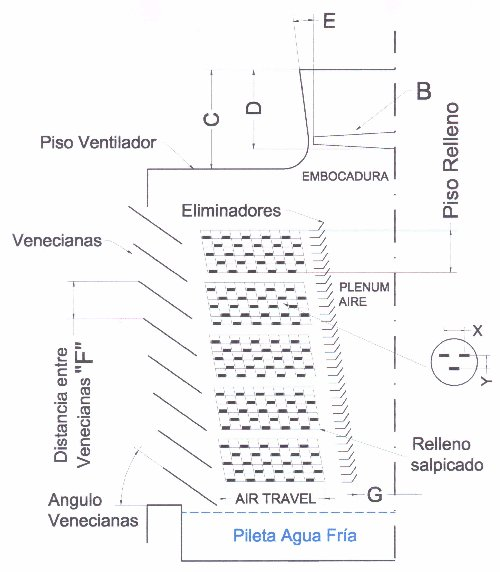 E
B
C
D
Piso Ventilador
EMBOCADURA
Piso Relleno
Eliminadores
Venecianas
PLENUM
AIRE
X
Y
Distancia entre
Venecianas "F"
Relleno
salpicado
Angulo
Venecianas
AIR TRAVEL
G
Pileta Agua Fría